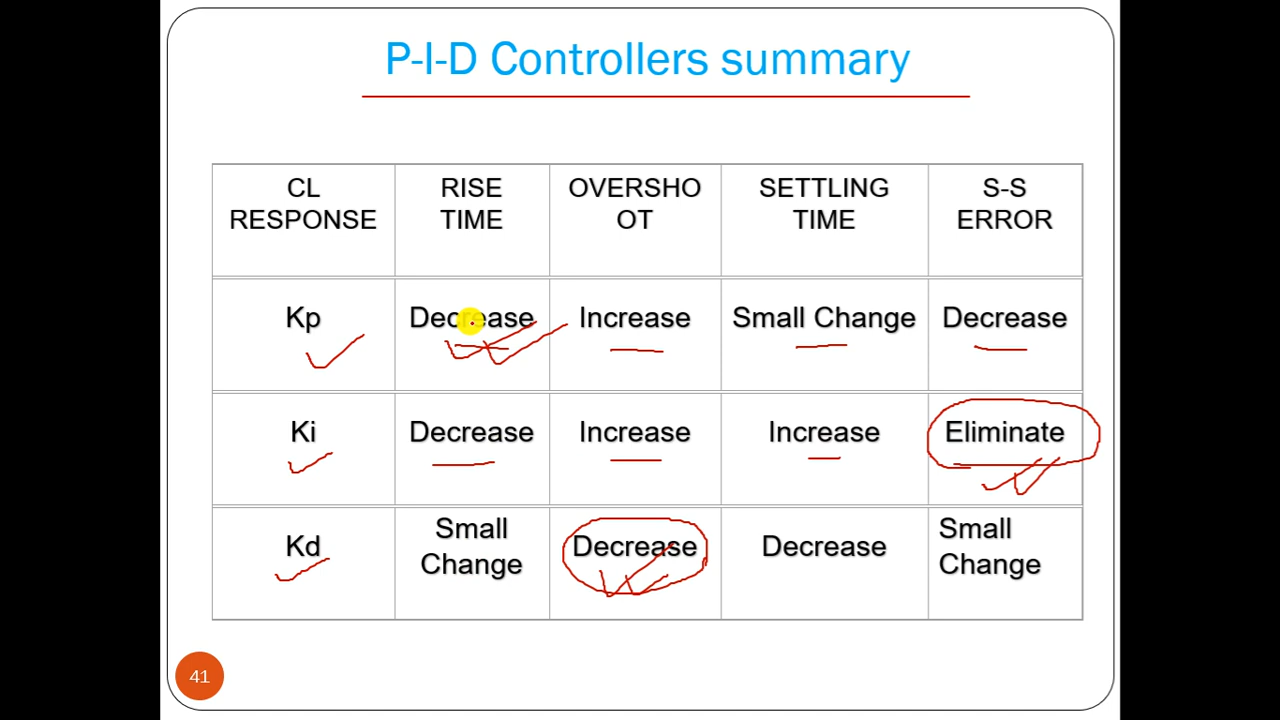 P-I-D Controllers summary
CL RISE OVERSHO SETTLING S-S
RESPONSE TIME OT TIME ERROR
Kp Decrease Increase Small Change Decrease
Ki Decrease Increase Increase Eliminate
Kd Small Change Decrease Decrease Small Change
41